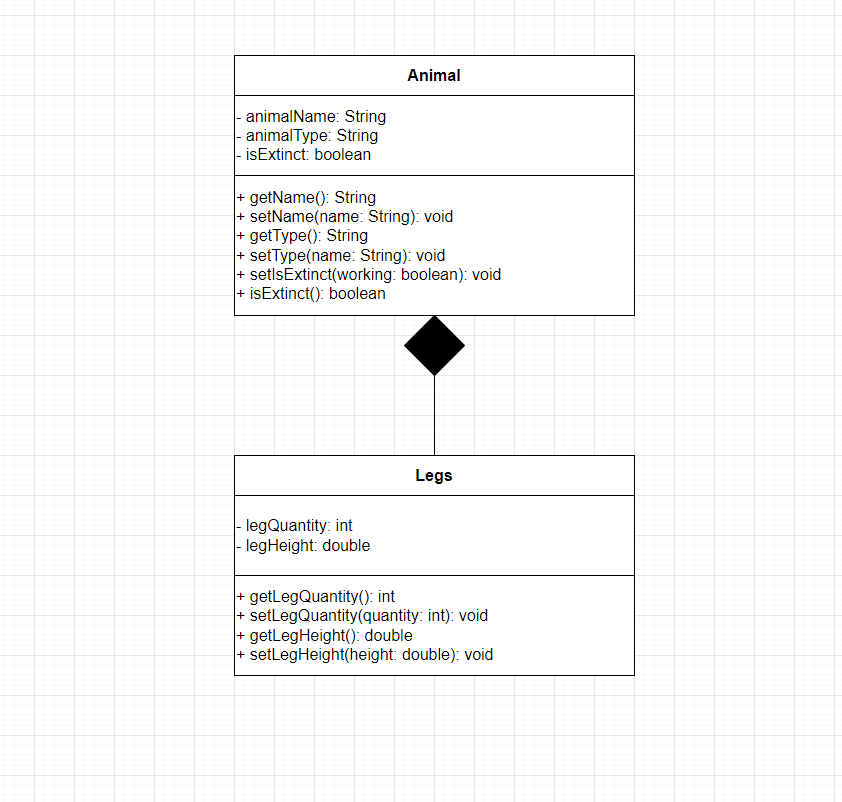 Animal
- animalName: String
- animalType: String
- isExtinct: boolean
+ getName(): String
+ setName(name: String): void
+ getType(): String
+ setType(name: String): void
+ setIsExtinct(working: boolean): void
+ isExtinct(): boolean
Legs
- legQuantity: int
- legHeight: double
+ getLegQuantity(): int
+ setLegQuantity(quantity: int): void
+ getLegHeight(): double
+ setLegHeight(height: double): void